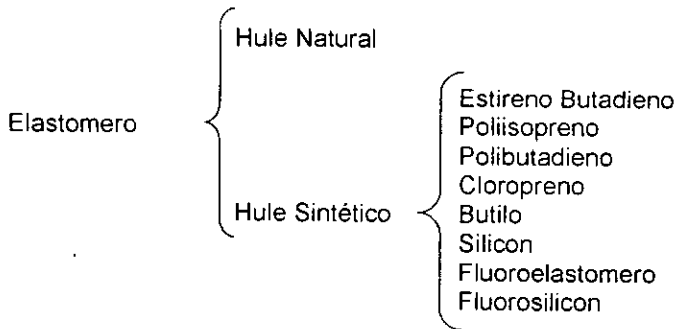 Hule Natural
Elastomero
Hule Sintético
Estireno Butadieno
Poliisopreno
Polibutadieno
Cloropreno
Butilo
Silicon
Fluoroelastomero
Fluorosilicon